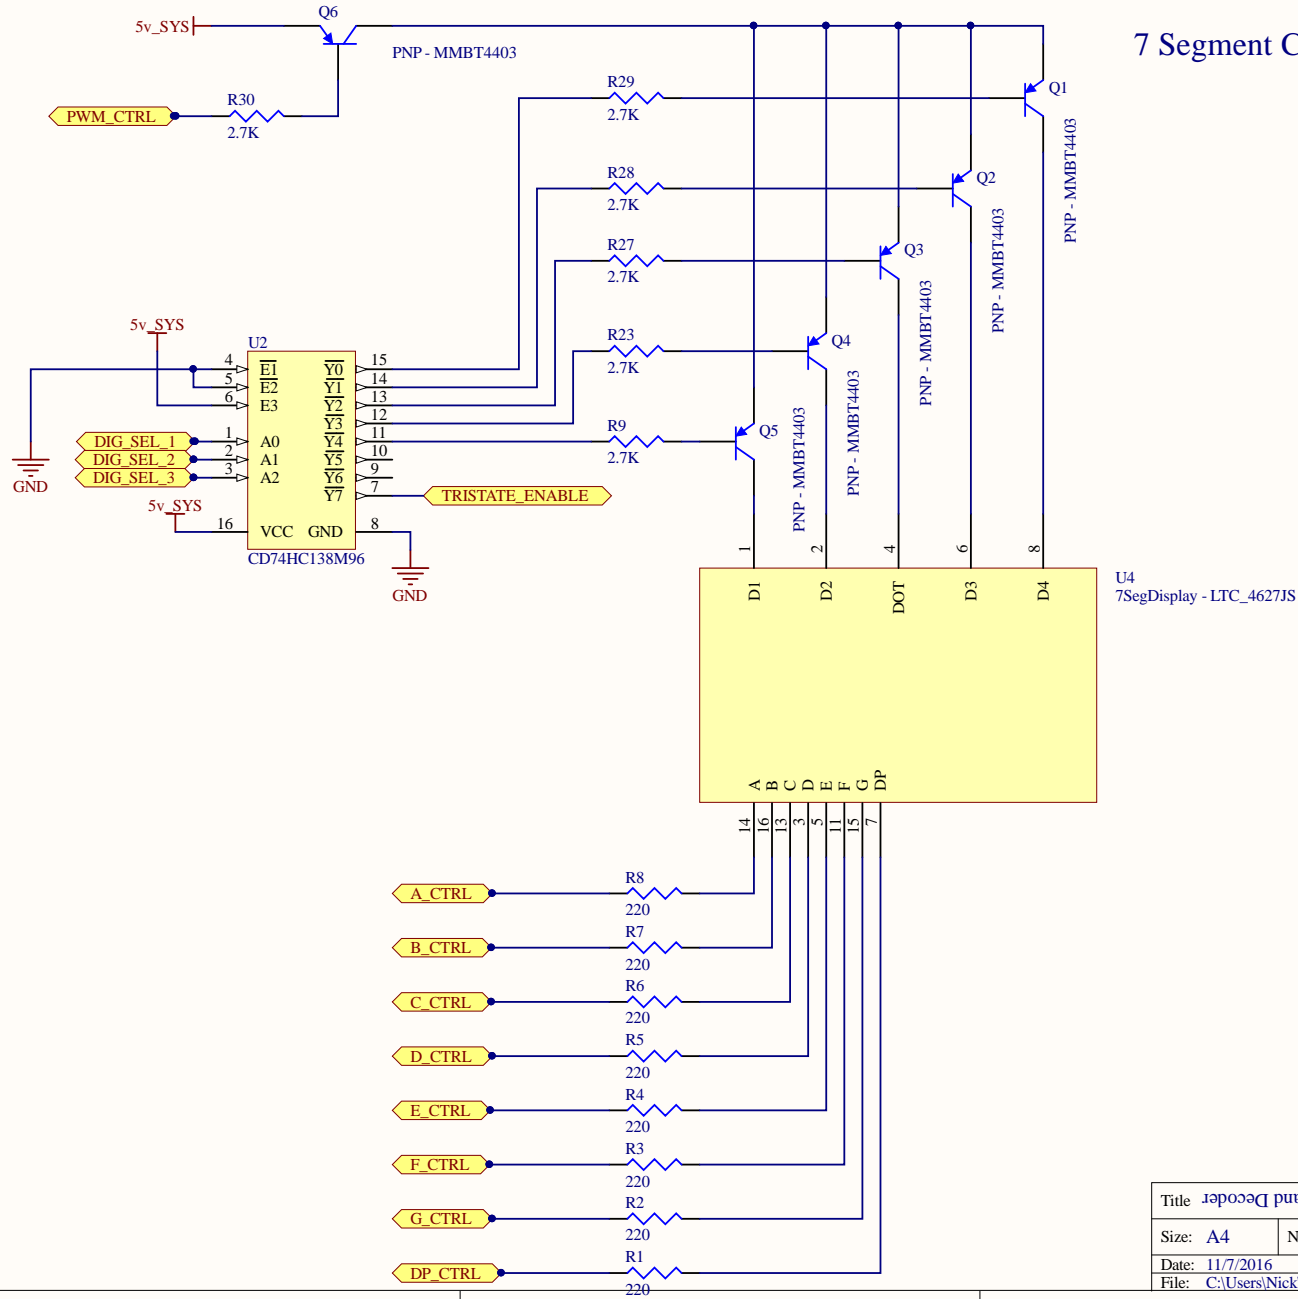 Q6
5v_SYS
PNP - MMBT4403
7 Segment C
R30
PWM_CTRL
2.7K
R29
2.7K
Q1
PNP - MMBT4403
R28
2.7K
Q2
PNP - MMBT4403
R27
2.7K
Q3
PNP - MMBT4403
R23
2.7K
Q4
PNP - MMBT4403
R9
2.7K
Q5
PNP - MMBT4403
5v_SYS
U2
4 E1 Y0 15
5 E2 Y1 14
6 E3 Y2 13
Y3 12
DIG_SEL_1 1 A0 Y4 11
DIG_SEL_2 2 A1 Y5 10
DIG_SEL_3 3 A2 Y6 9
Y7 7 TRISTATE_ENABLE
GND
5v_SYS
16 VCC GND 8
CD74HC138M96
GND
1 2 4 6 8
D1 D2 DOT D3 D4
U4
7SegDisplay - LTC_4627JS
A B C D E F G DP
14 16 13 3 5 11 15 7
R8
A_CTRL
220
R7
B_CTRL
220
R6
C_CTRL
220
R5
D_CTRL
220
R4
E_CTRL
220
R3
F_CTRL
220
R2
G_CTRL
220
R1
DP_CTRL
220
Title and Decoder
Size: A4 N
Date: 11/7/2016
File: C:\Users\Nick